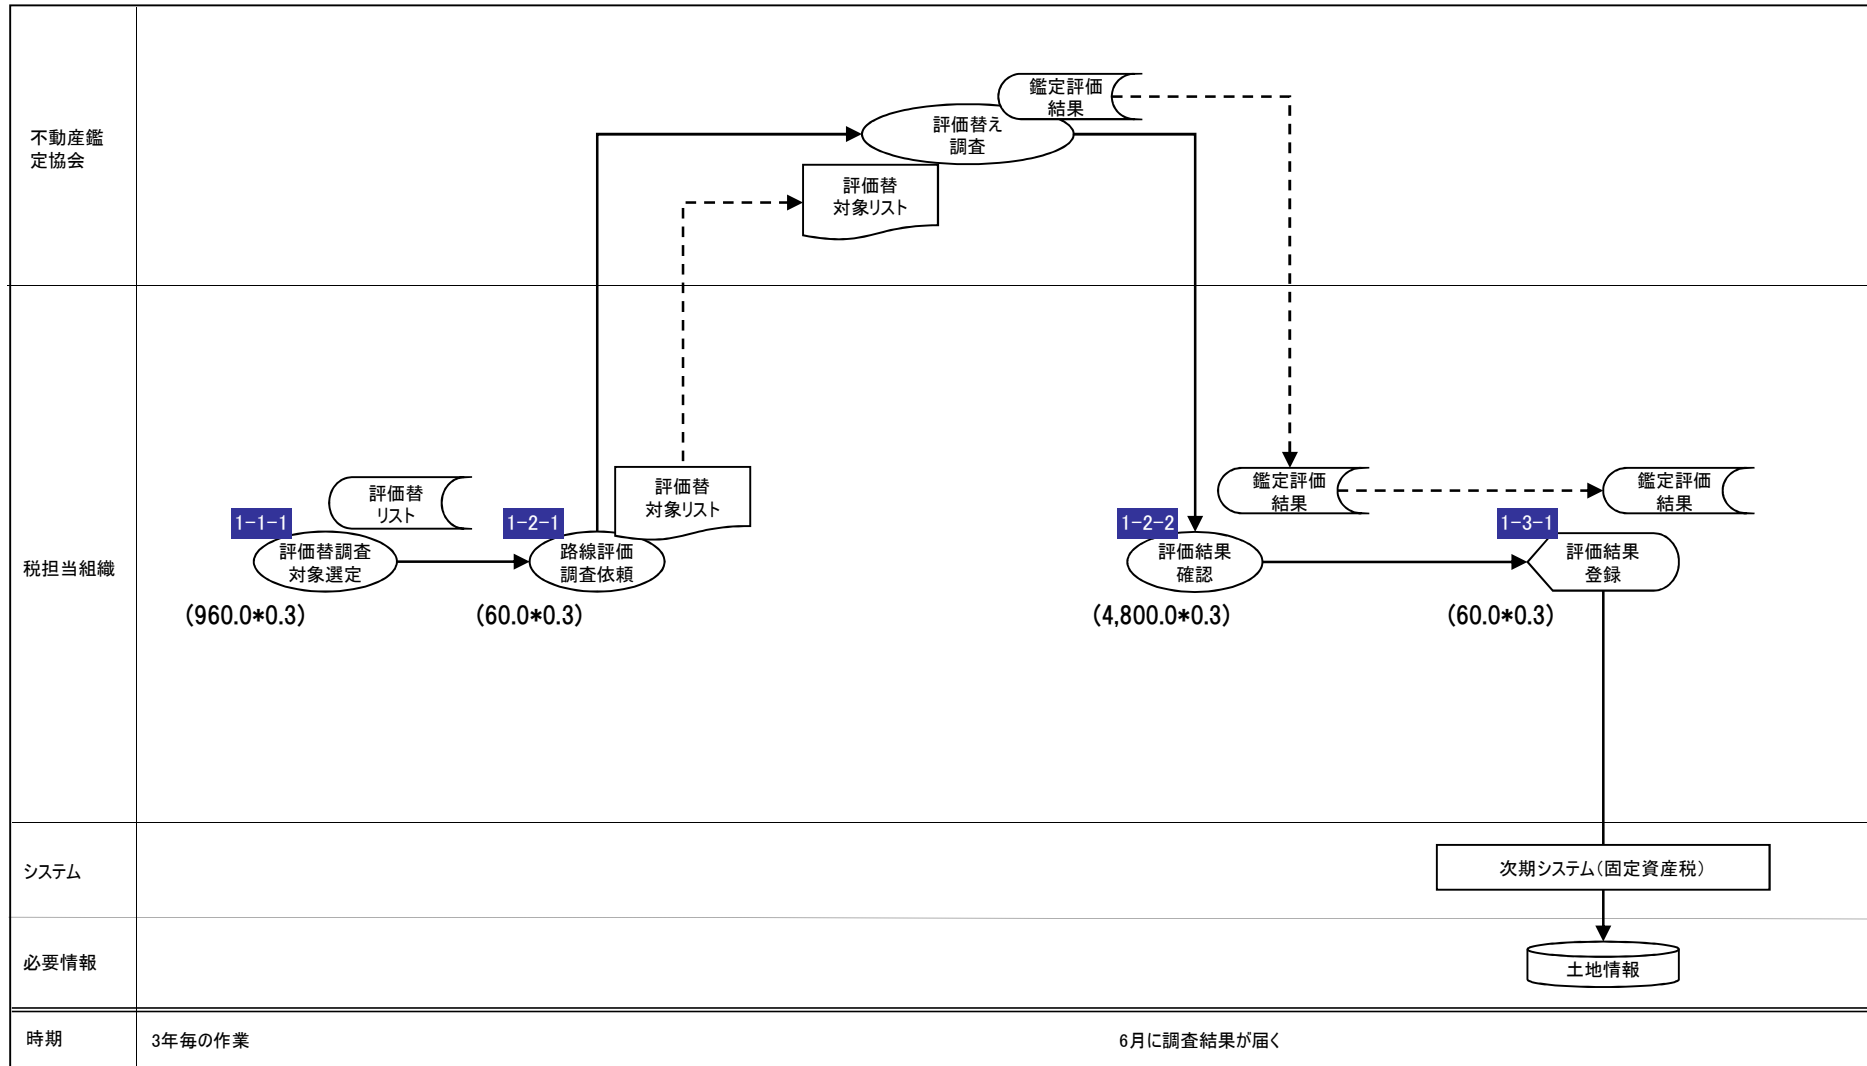 不動産鑑
定協会
鑑定評価
結果
評価替え
調査
評価替
対象リスト
税担当組織
評価替
リスト
1-1-1
評価替調査
対象選定
(960.0*0.3)
評価替
対象リスト
1-2-1
路線評価
調査依頼
(60.0*0.3)
鑑定評価
結果
1-2-2
評価結果
確認
(4,800.0*0.3)
鑑定評価
結果
1-3-1
評価結果
登録
(60.0*0.3)
システム
次期システム(固定資産税)
必要情報
土地情報
時期
3年毎の作業
6月に調査結果が届く